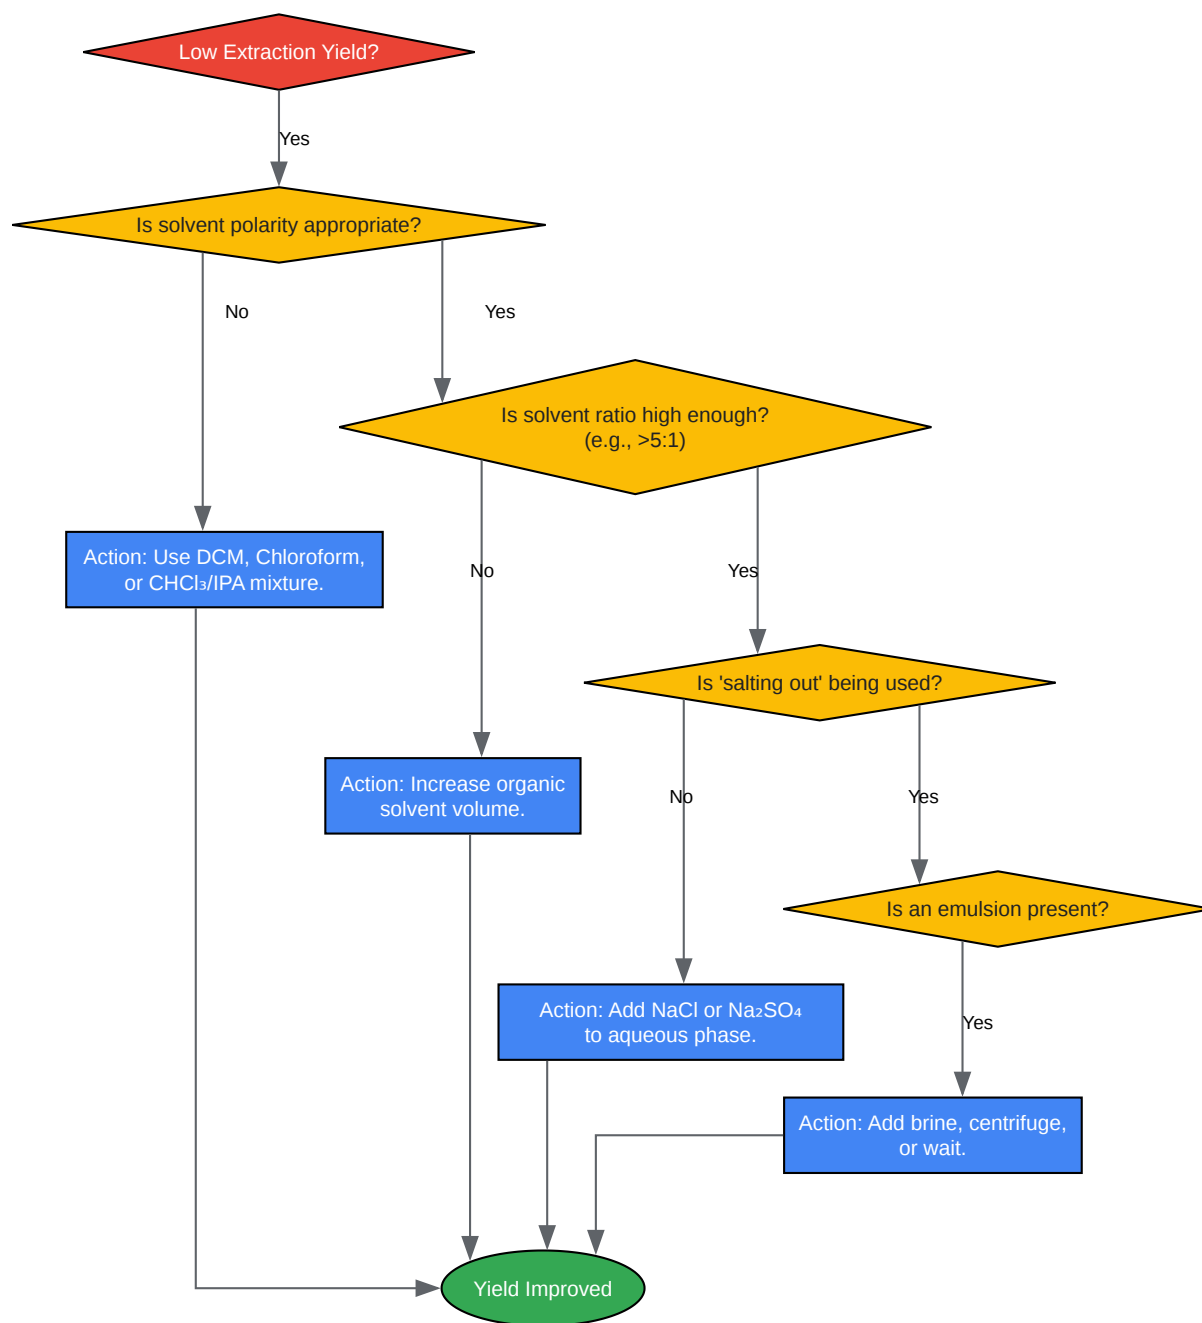 Low Extraction Yield?
Yes
Is solvent polarity appropriate?
No
Yes
Is solvent ratio high enough?
(e.g., >5:1)
Action: Use DCM, Chloroform,
or CHCl₃/IPA mixture.
No
Yes
Is 'salting out' being used?
Action: Increase organic
solvent volume.
No
Yes
Is an emulsion present?
Action: Add NaCl or Na₂SO₄
to aqueous phase.
Yes
Action: Add brine, centrifuge,
or wait.
Yield Improved